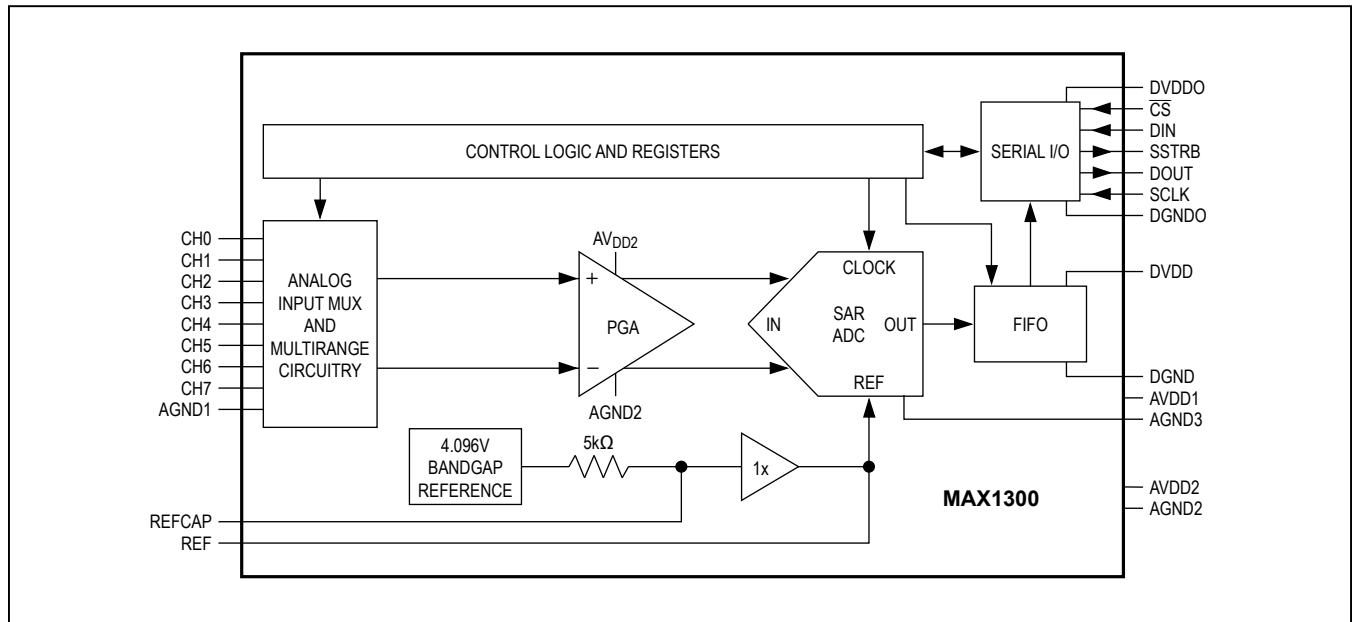 CONTROL LOGIC AND REGISTERS
SERIAL I/O
DVDDO
CS
DIN
SSTRB
DOUT
SCLK
DGNDO
CH0
CH1
CH2
CH3
CH4
CH5
CH6
CH7
AGND1
ANALOG
INPUT MUX
AND
MULTIRANGE
CIRCUITRY
AVDD2
+
PGA
−
AGND2
CLOCK
IN
SAR
ADC
OUT
REF
FIFO
DVDD
DGND
AVDD1
AGND3
4.096V
BANDGAP
REFERENCE
5kΩ
1x
MAX1300
AVDD2
AGND2
REFCAP
REF